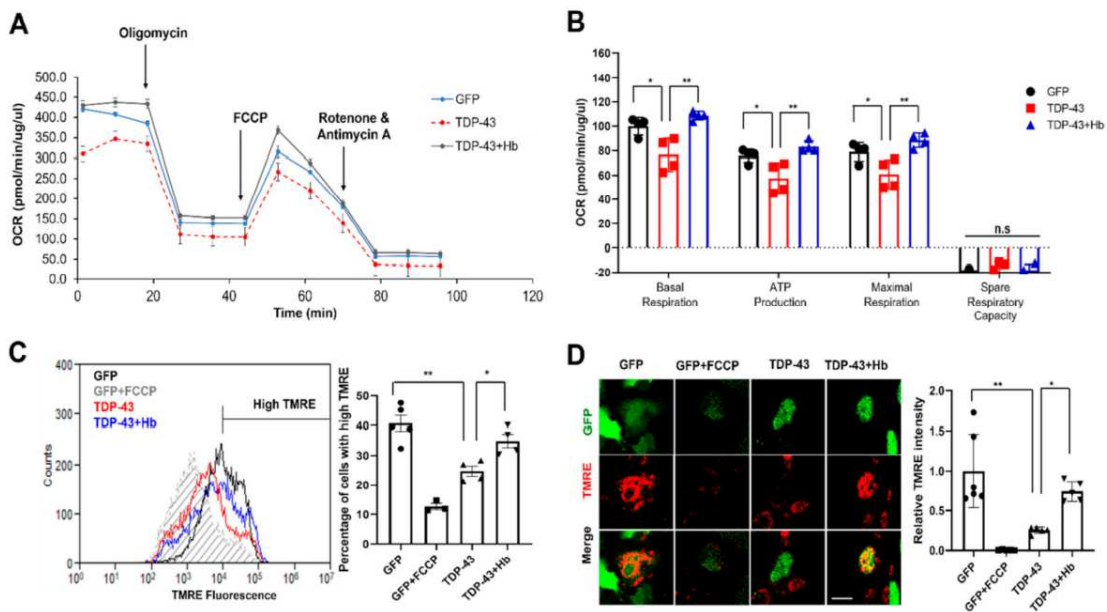 A
Oligomycin
FCCP
Rotenone &
Antimycin A
GFP
TDP-43
TDP-43+Hb
OCR (pmol/min/ug/ul)
500.0
450.0
400.0
350.0
300.0
250.0
200.0
150.0
100.0
50.0
0.0
0 20 40 60 80 100 120
Time (min)
B
OCR (pmol/min/ug/ul)
160
140
120
100
80
60
40
20
0
-20
* ** * ** * **
n.s
GFP
TDP-43
TDP-43+Hb
Basal
Respiration
ATP
Production
Maximal
Respiration
Spare
Respiratory
Capacity
C
GFP
GFP+FCCP
TDP-43
TDP-43+Hb
High TMRE
Counts
400
300
200
100
0
10⁰ 10¹ 10² 10³ 10⁴ 10⁵ 10⁶ 10⁷
TMRE Fluorescence
Percentage of cells with high TMRE
60
50
40
30
20
10
0
** *
GFP
GFP+FCCP
TDP-43
TDP-43+Hb
D
GFP GFP+FCCP TDP-43 TDP-43+Hb
GFP
TMRE
Merge
Relative TMRE intensity
2.0
1.5
1.0
0.5
0.0
** *
GFP
GFP+FCCP
TDP-43
TDP-43+Hb